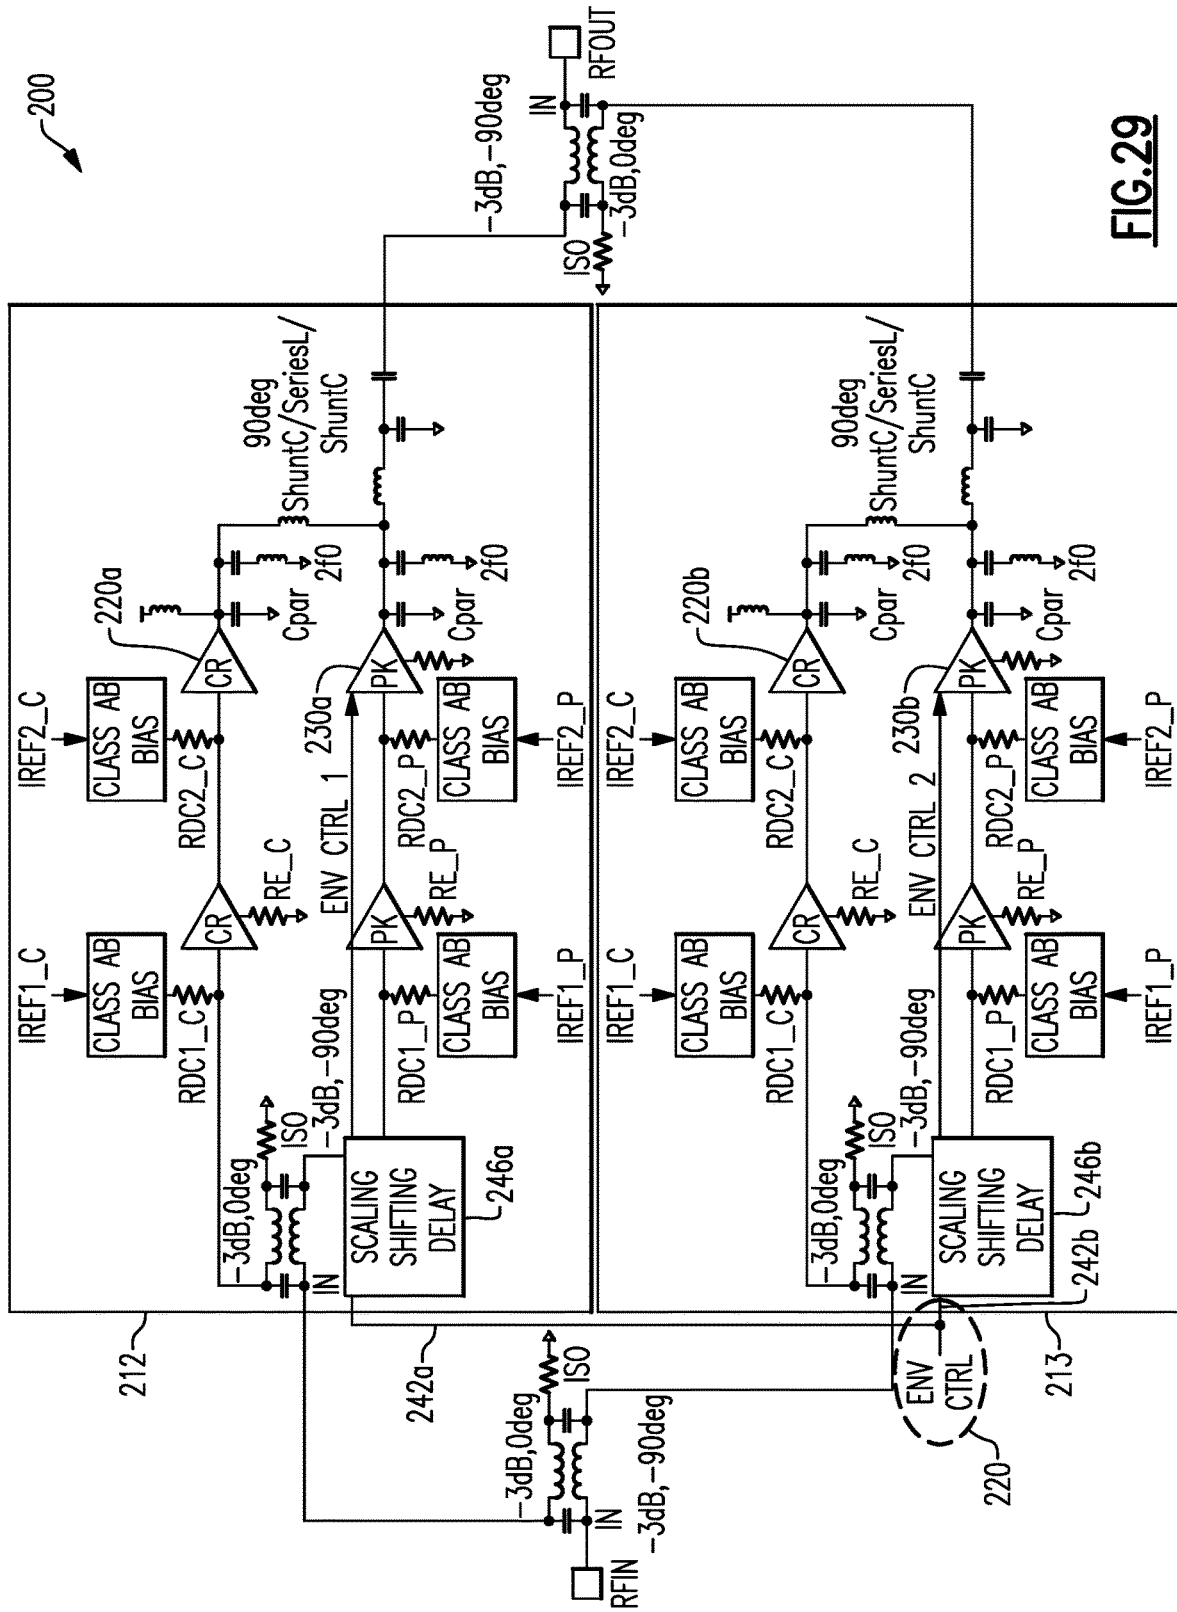 200
RFIN
IN
-3dB,0deg
-3dB,-90deg
ISO
212
242a
IREF1_C
CLASS AB
BIAS
RDC1_C
CR
RE_C
IREF2_C
CLASS AB
BIAS
RDC2_C
CR
220a
Cpar
2fO
90deg
ShuntC/SeriesL/
ShuntC
-3dB,0deg
ISO
IN
-3dB,-90deg
SCALING
SHIFTING
DELAY
246a
ENV CTRL 1
PK
RE_P
RDC1_P
CLASS AB
BIAS
IREF1_P
230a
PK
RDC2_P
CLASS AB
BIAS
IREF2_P
Cpar
2fO
-3dB,-90deg
IN
RFOUT
ISO
-3dB,0deg
213
220
ENV
CTRL
242b
IREF1_C
CLASS AB
BIAS
RDC1_C
CR
RE_C
IREF2_C
CLASS AB
BIAS
RDC2_C
CR
220b
Cpar
2fO
90deg
ShuntC/SeriesL/
ShuntC
-3dB,0deg
ISO
IN
-3dB,-90deg
SCALING
SHIFTING
DELAY
246b
ENV CTRL 2
PK
RE_P
RDC1_P
CLASS AB
BIAS
IREF1_P
230b
PK
RDC2_P
CLASS AB
BIAS
IREF2_P
Cpar
2fO
FIG.29